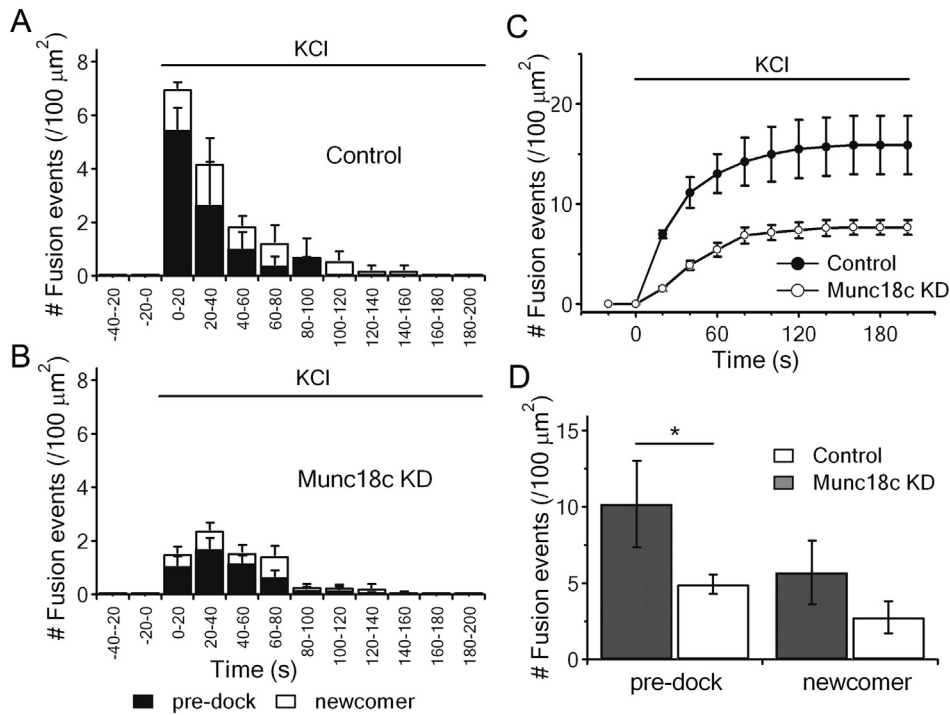 A
KCl
# Fusion events (/100 μm²)
8
6
4
2
0
Control
-40--20
-20-0
0-20
20-40
40-60
60-80
80-100
100-120
120-140
140-160
160-180
180-200
B
KCl
# Fusion events (/100 μm²)
8
6
4
2
0
Munc18c KD
-40--20
-20-0
0-20
20-40
40-60
60-80
80-100
100-120
120-140
140-160
160-180
180-200
Time (s)
pre-dock newcomer
C
KCl
# Fusion events (/100 μm²)
20
10
0
Control
Munc18c KD
0 60 120 180
Time (s)
D
# Fusion events (/100 μm²)
15
10
5
0
*
Control
Munc18c KD
pre-dock newcomer